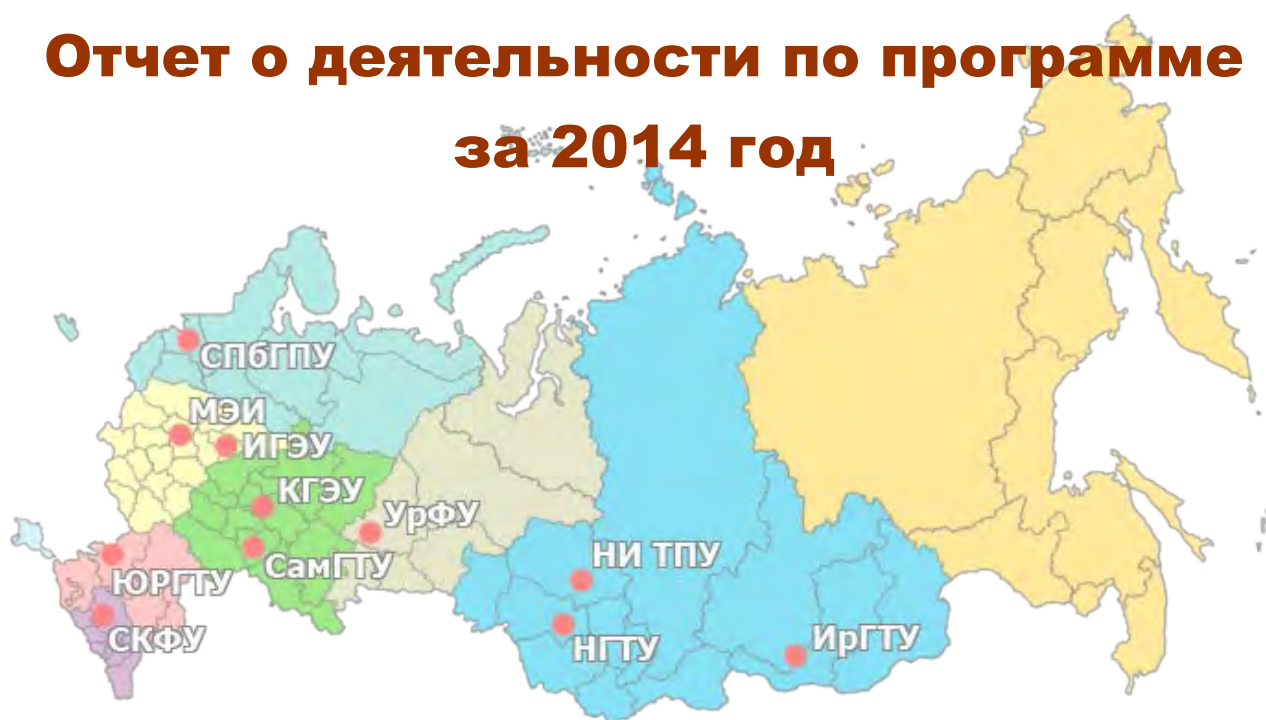 Отчет о деятельности по программе
за 2014 год
СПбГПУ
МЭИ
ИГЭУ
КГЭУ
УрФУ
НИ ТПУ
СамГТУ
ЮРГТУ
СКФУ
НГТУ
ИрГТУ